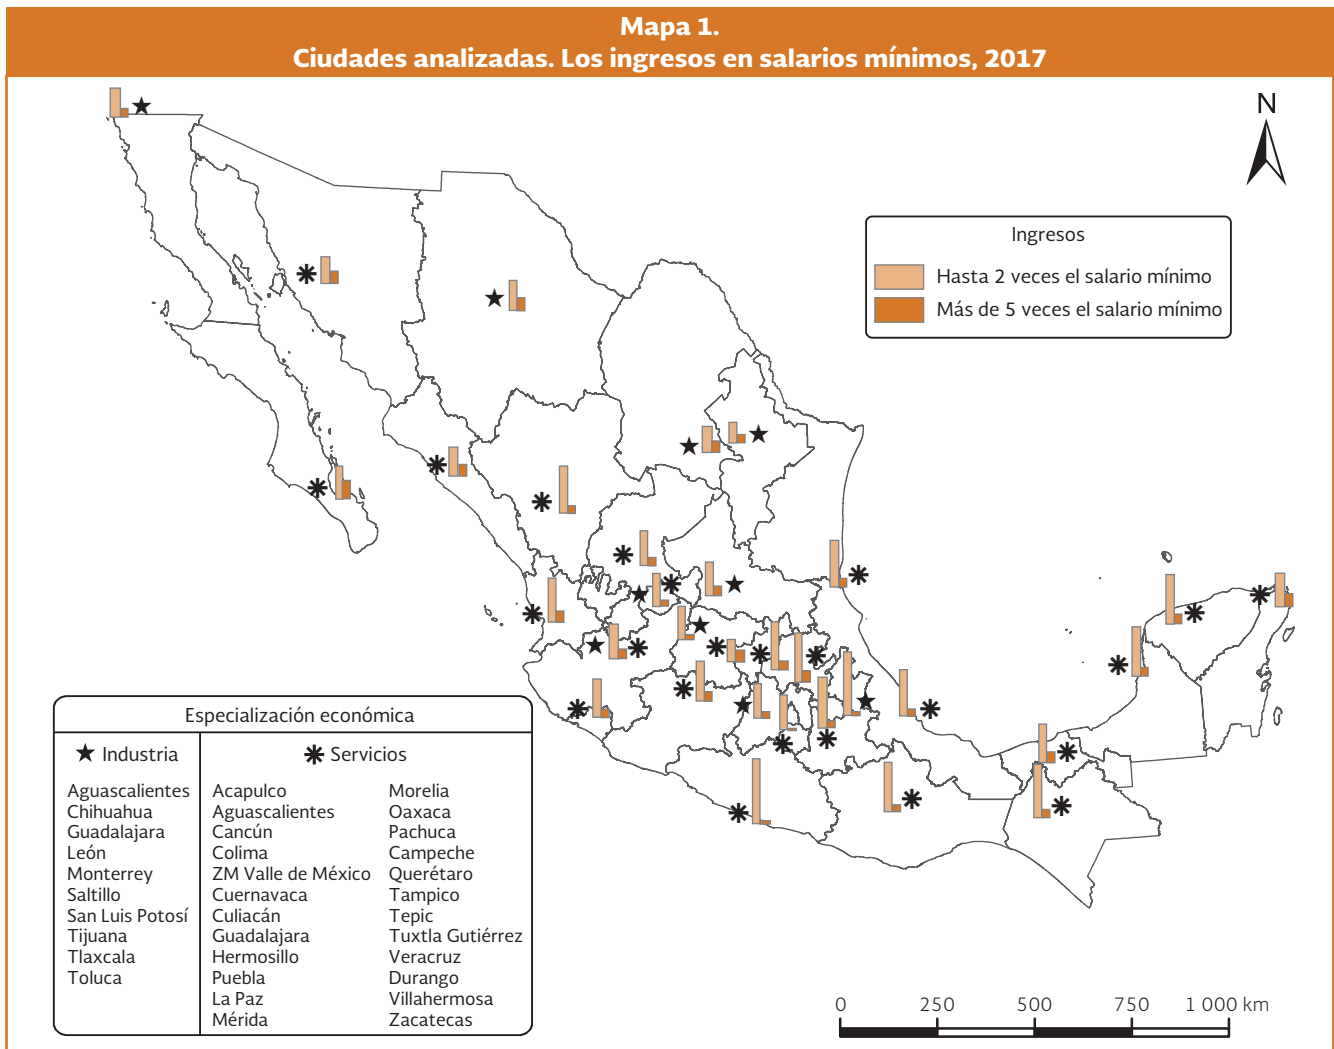 Mapa 1.
Ciudades analizadas. Los ingresos en salarios mínimos, 2017
N
Ingresos
Hasta 2 veces el salario mínimo
Más de 5 veces el salario mínimo
Especialización económica
Industria
Aguascalientes
Chihuahua
Guadalajara
León
Monterrey
Saltillo
San Luis Potosí
Tijuana
Tlaxcala
Toluca
Servicios
Acapulco
Aguascalientes
Cancún
Colima
ZM Valle de México
Cuernavaca
Culiacán
Guadalajara
Hermosillo
Puebla
La Paz
Mérida
Morelia
Oaxaca
Pachuca
Campeche
Querétaro
Tampico
Tepic
Tuxtla Gutiérrez
Veracruz
Durango
Villahermosa
Zacatecas
0 250 500 750 1 000 km